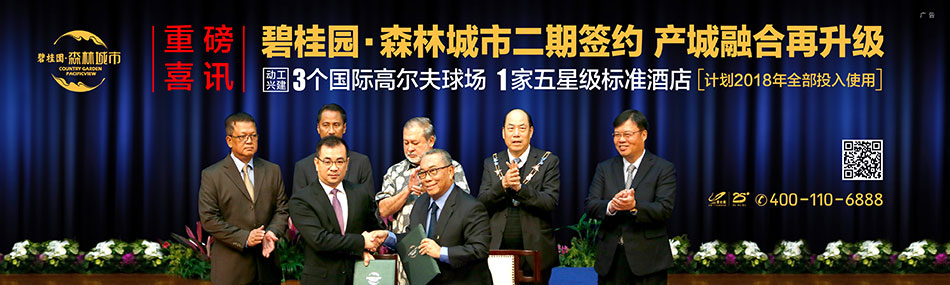 广告
碧桂园·森林城市
COUNTRY GARDEN
PACIFICVIEW
重磅
喜讯
碧桂园·森林城市二期签约 产城融合再升级
动工
兴建
3个国际高尔夫球场 1家五星级标准酒店 [计划2018年全部投入使用]
400-110-6888